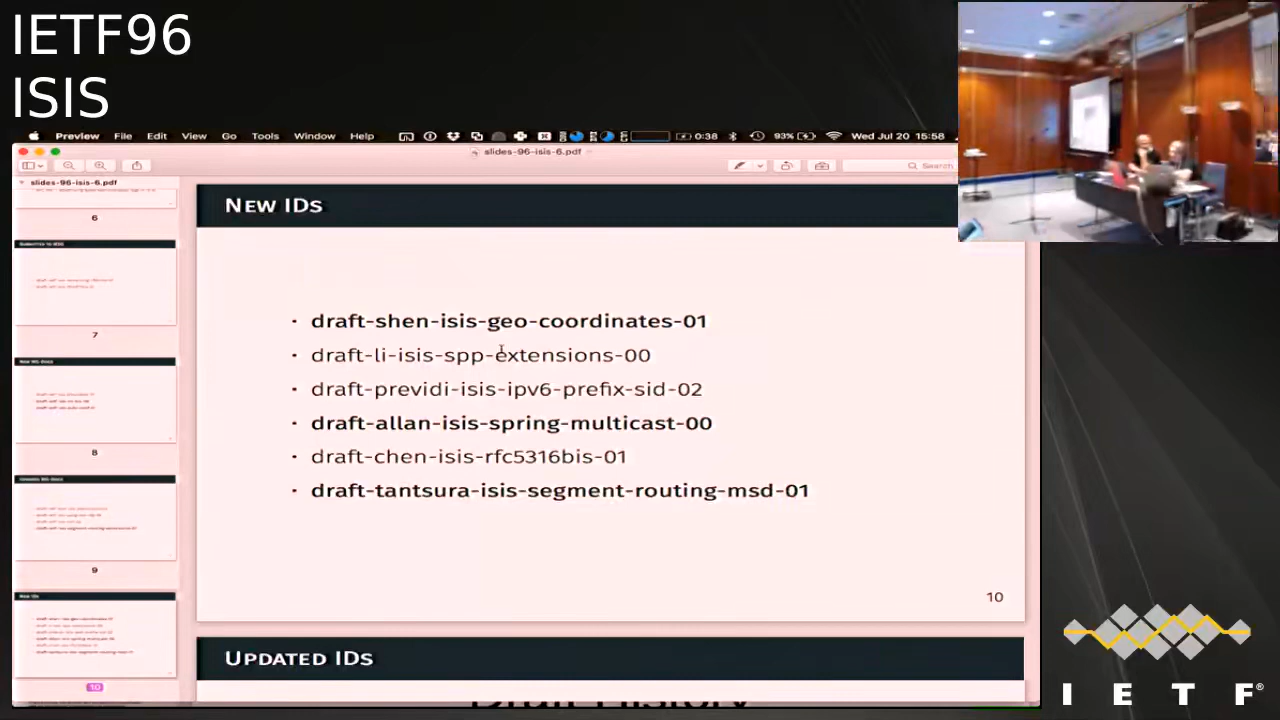 IETF96
ISIS
Preview File Edit View Go Tools Window Help 0:38 93% Wed Jul 20 15:58
slides-96-isis-6.pdf
Search
slides-96-isis-6.pdf
6
7
8
9
10
New IDs
· draft-shen-isis-geo-coordinates-01
· draft-li-isis-spp-extensions-00
· draft-previdi-isis-ipv6-prefix-sid-02
· draft-allan-isis-spring-multicast-00
· draft-chen-isis-rfc5316bis-01
· draft-tantsura-isis-segment-routing-msd-01
10
Updated IDs
I E T F®